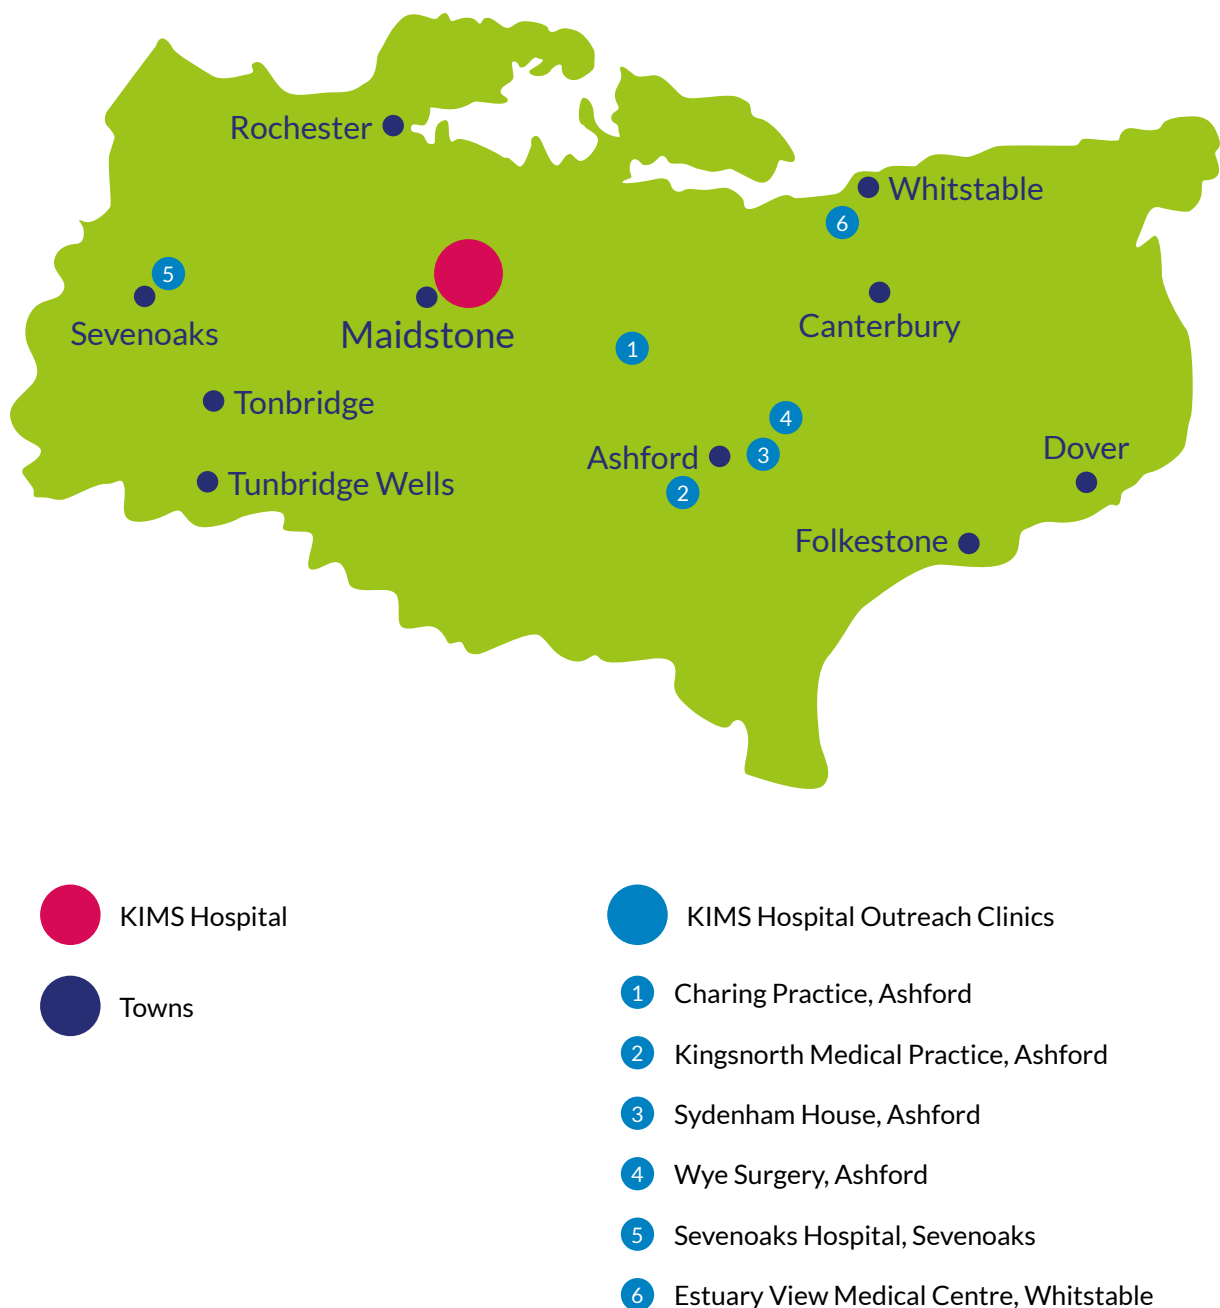 Rochester
Whitstable
6
5
Sevenoaks
Maidstone
Canterbury
1
Tonbridge
4
Ashford
3
Dover
2
Tunbridge Wells
Folkestone
KIMS Hospital
Towns
KIMS Hospital Outreach Clinics
1 Charing Practice, Ashford
2 Kingsnorth Medical Practice, Ashford
3 Sydenham House, Ashford
4 Wye Surgery, Ashford
5 Sevenoaks Hospital, Sevenoaks
6 Estuary View Medical Centre, Whitstable